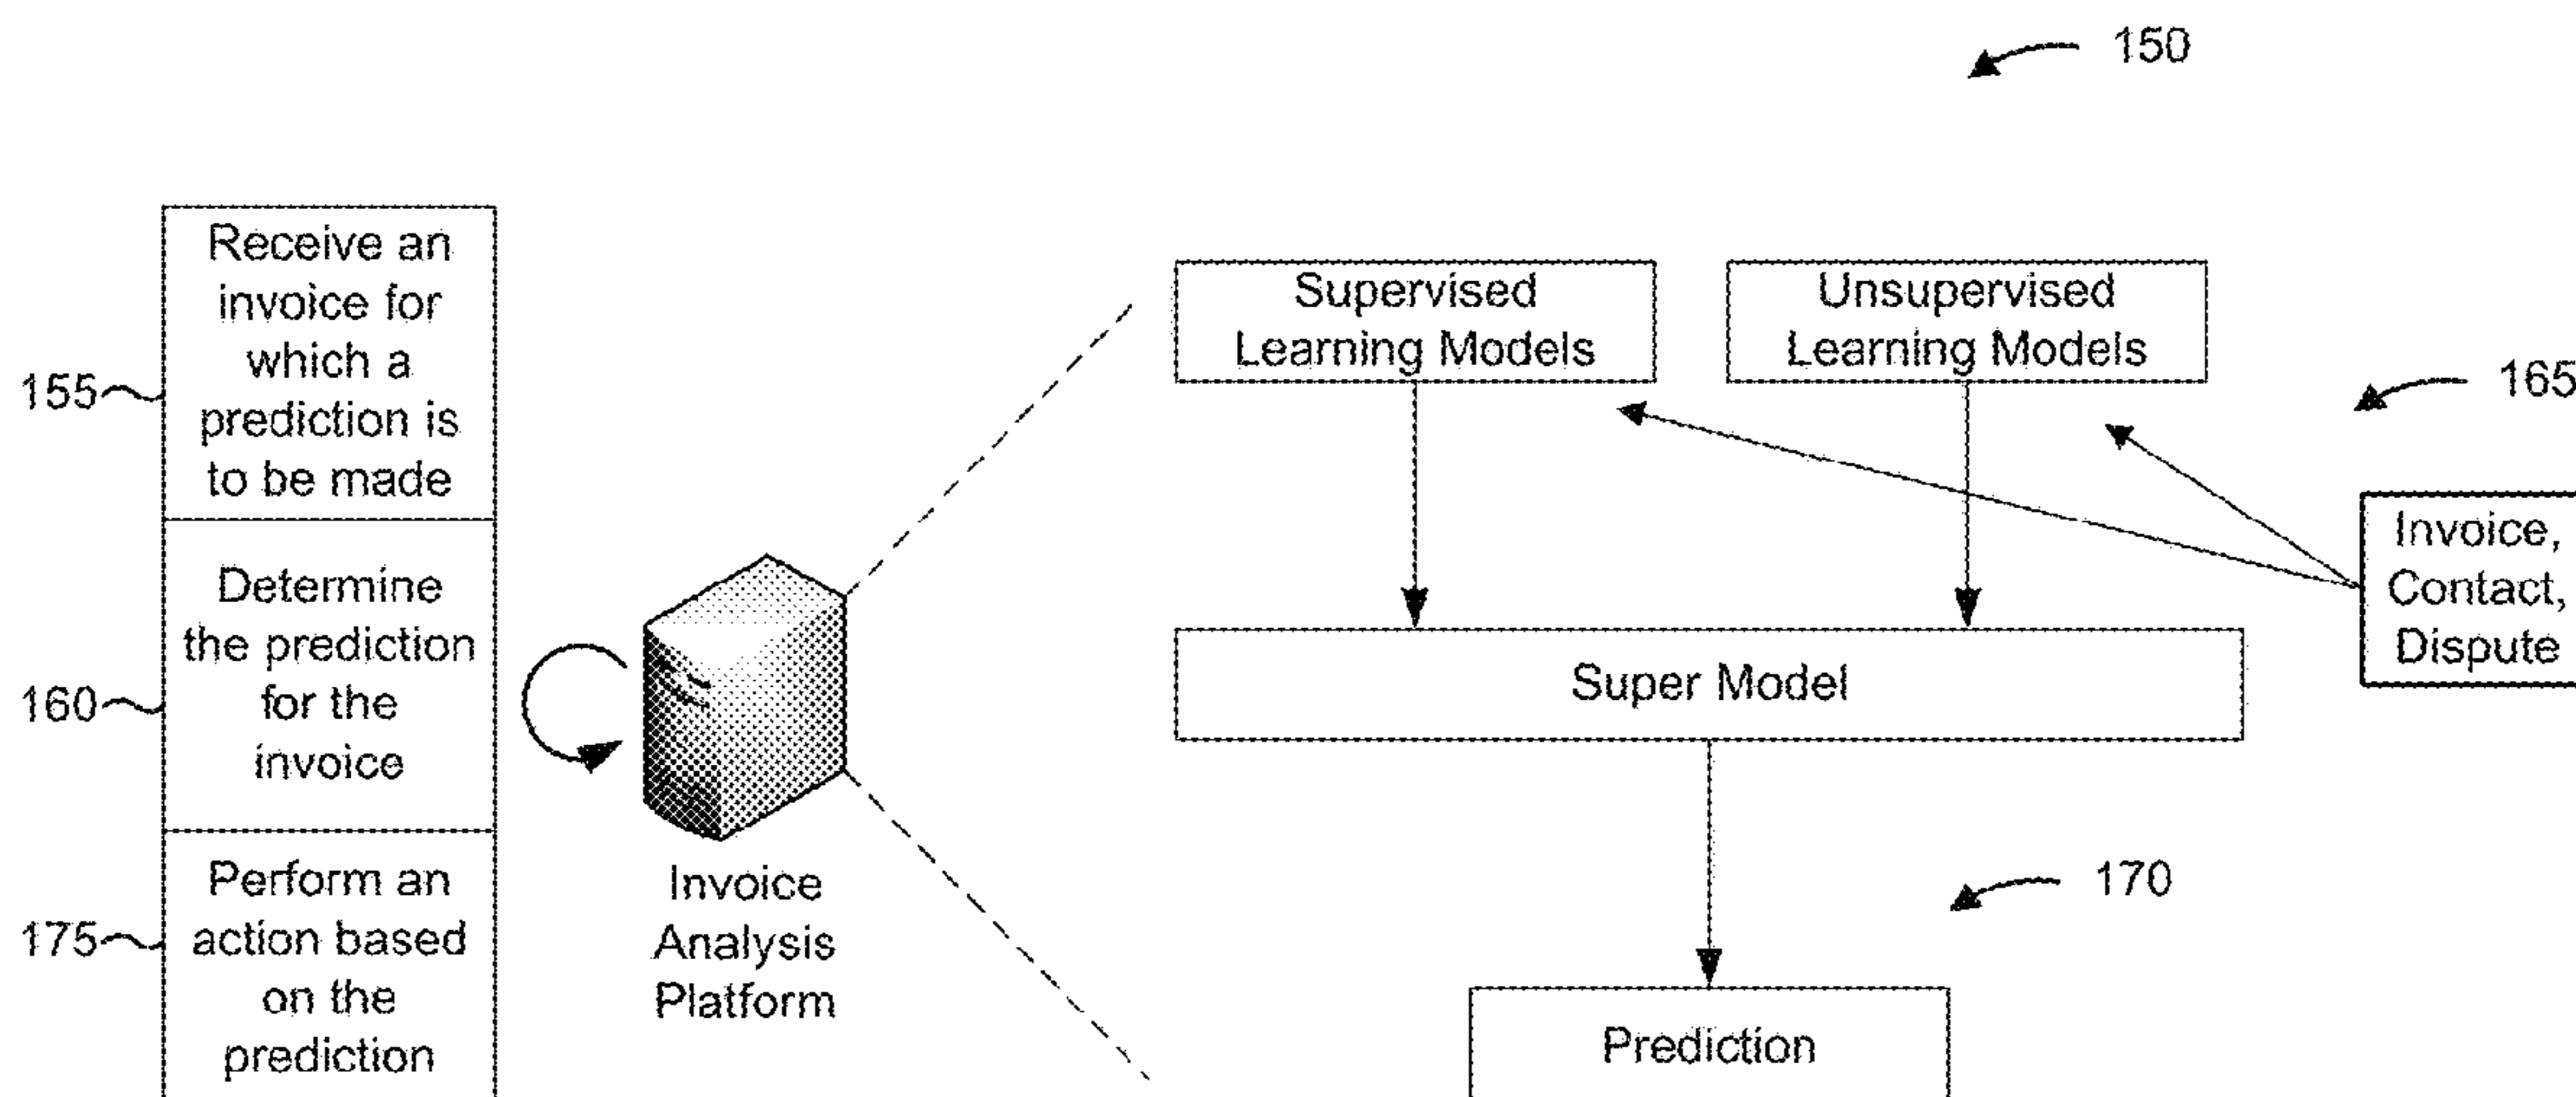 150
Receive an
invoice for
which a
prediction is
to be made
155
Determine
the prediction
for the
invoice
160
Perform an
action based
on the
prediction
175
Invoice
Analysis
Platform
Supervised
Learning Models
Unsupervised
Learning Models
165
Invoice,
Contact,
Dispute
Super Model
170
Prediction